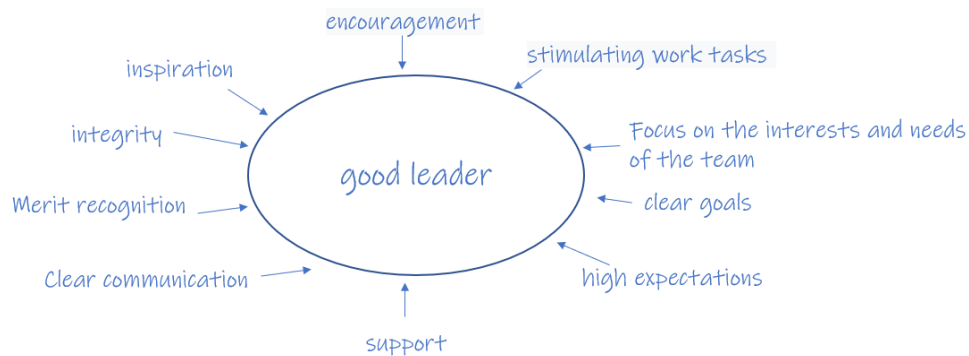 encouragement
stimulating work tasks
inspiration
integrity
Focus on the interests and needs
of the team
good leader
Merit recognition
clear goals
Clear communication
high expectations
support